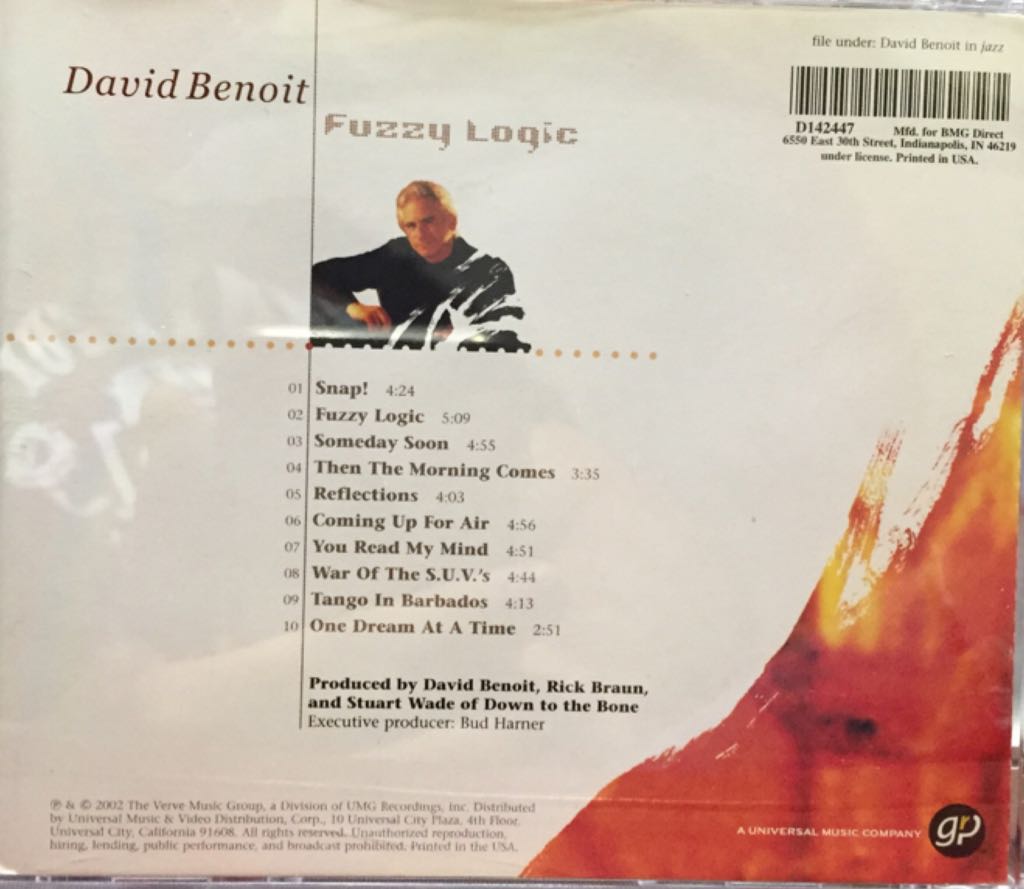 file under: David Benoit in jazz
David Benoit
Fuzzy Logic
D142447 Mfd. for BMG Direct
6550 East 30th Street, Indianapolis, IN 46219
under license. Printed in USA.
01 Snap! 4:24
02 Fuzzy Logic 5:09
03 Someday Soon 4:55
04 Then The Morning Comes 3:35
05 Reflections 4:03
06 Coming Up For Air 4:56
07 You Read My Mind 4:51
08 War Of The S.U.V.'s 4:44
09 Tango In Barbados 4:13
10 One Dream At A Time 2:51
Produced by David Benoit, Rick Braun,
and Stuart Wade of Down to the Bone
Executive producer: Bud Harner
℗ & © 2002 The Verve Music Group, a Division of UMG Recordings, Inc. Distributed
by Universal Music & Video Distribution, Corp., 10 Universal City Plaza, 4th Floor,
Universal City, California 91608. All rights reserved. Unauthorized reproduction,
hiring, lending, public performance, and broadcast prohibited. Printed in the USA.
A UNIVERSAL MUSIC COMPANY
grp